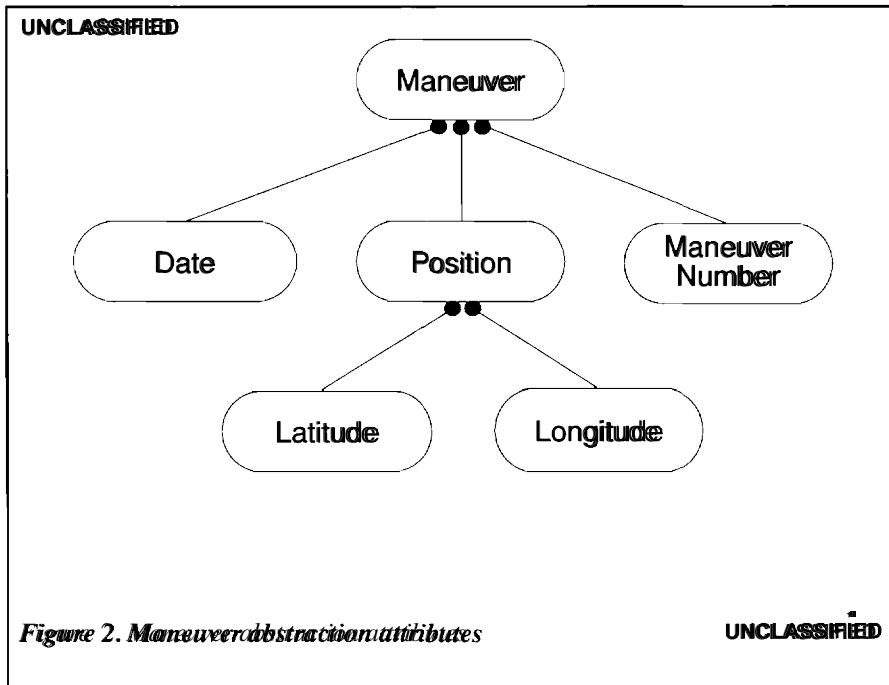 UNCLASSIFIED
Maneuver
Date
Position
Maneuver
Number
Latitude
Longitude
Figure 2. Maneuver abstraction attributes
UNCLASSIFIED